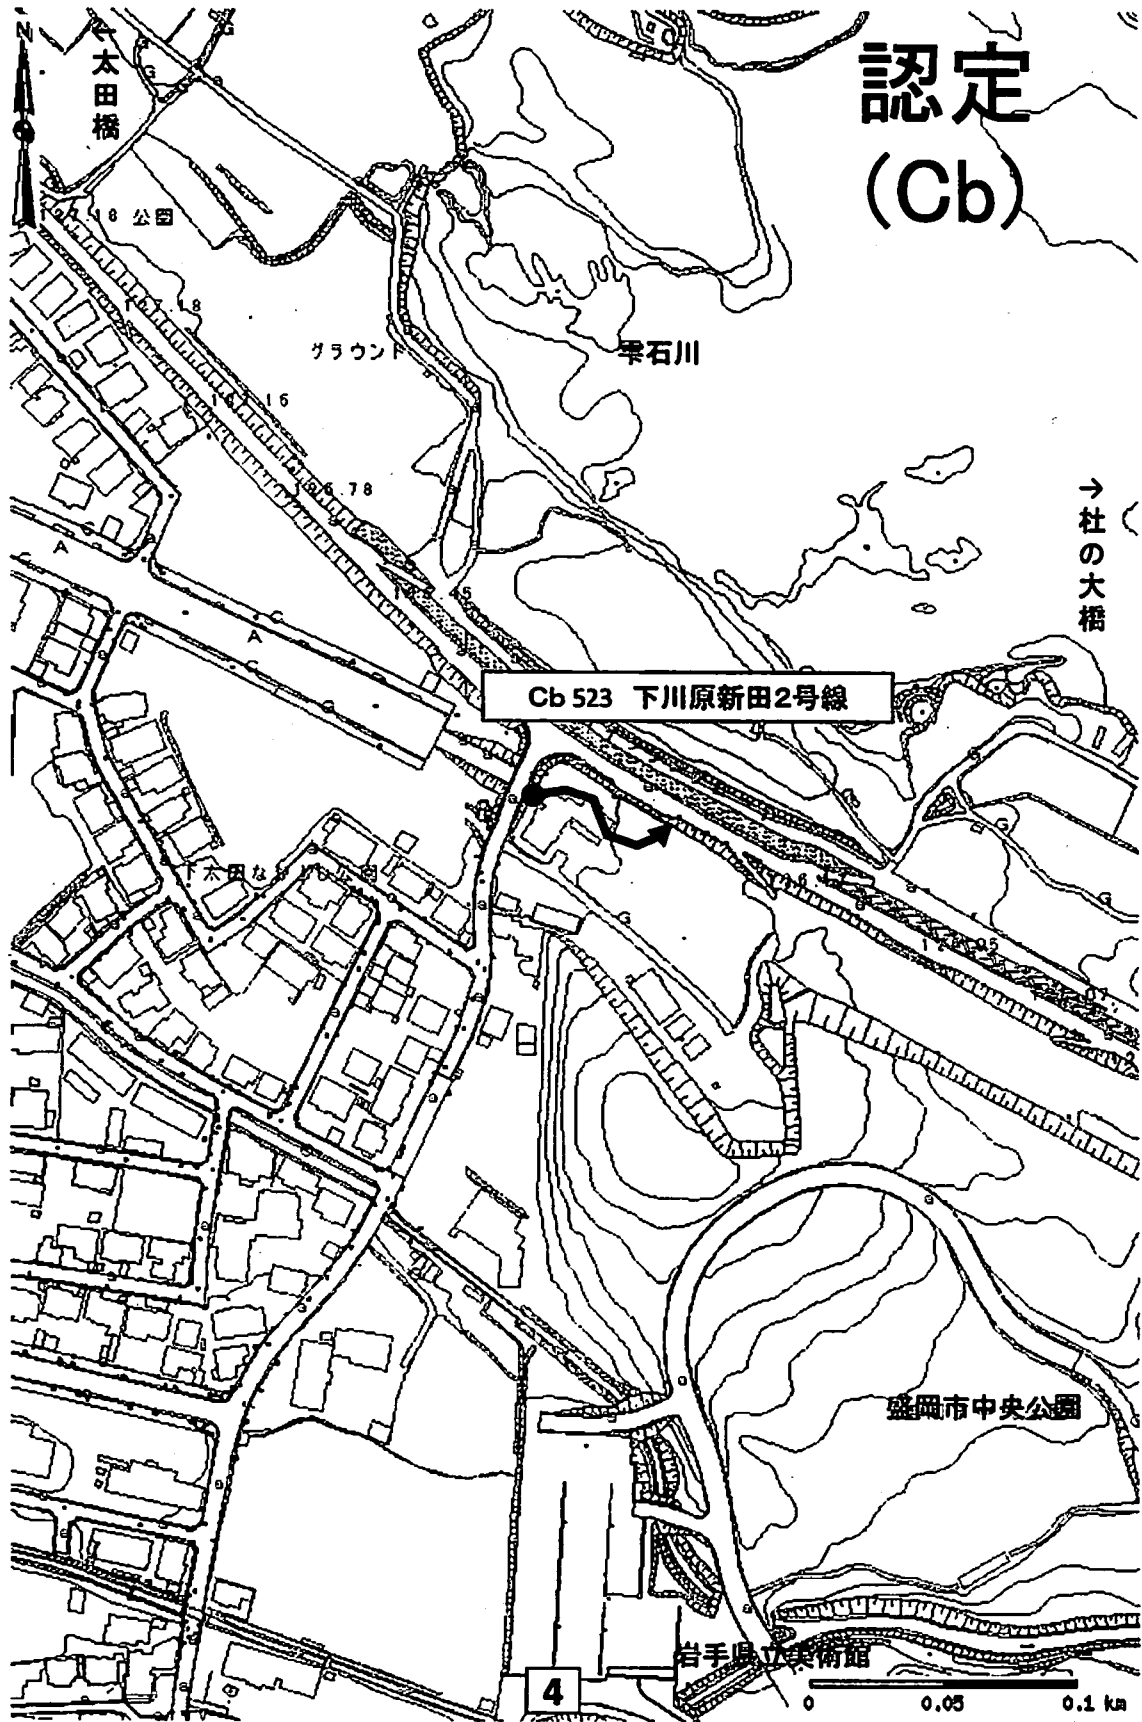 N
←太田橋
認定
(Cb)
公園
グラウンド
雫石川
→杜の大橋
Cb 523 下川原新田2号線
盛岡市中央公園
岩手県立美術館
4
0 0.05 0.1 km